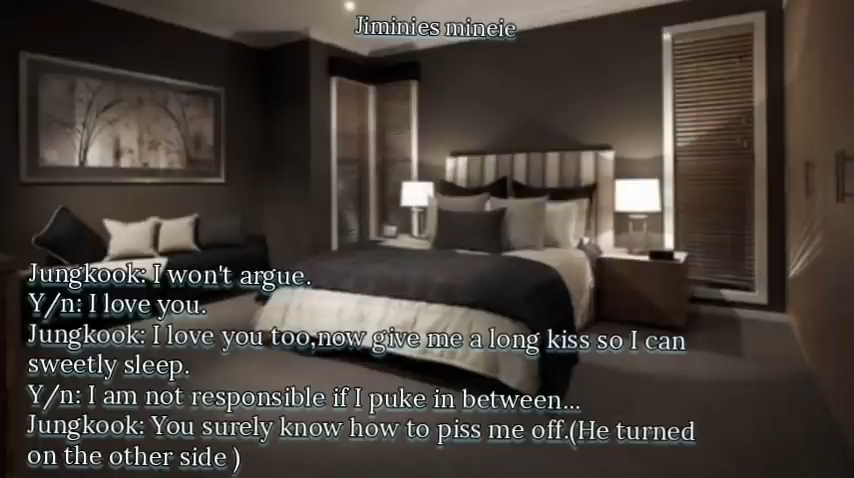 Jiminies mineie
Jungkook: I won't argue.
Y/n: I love you.
Jungkook: I love you too,now give me a long kiss so I can
sweetly sleep.
Y/n: I am not responsible if I puke in between...
Jungkook: You surely know how to piss me off.(He turned
on the other side )